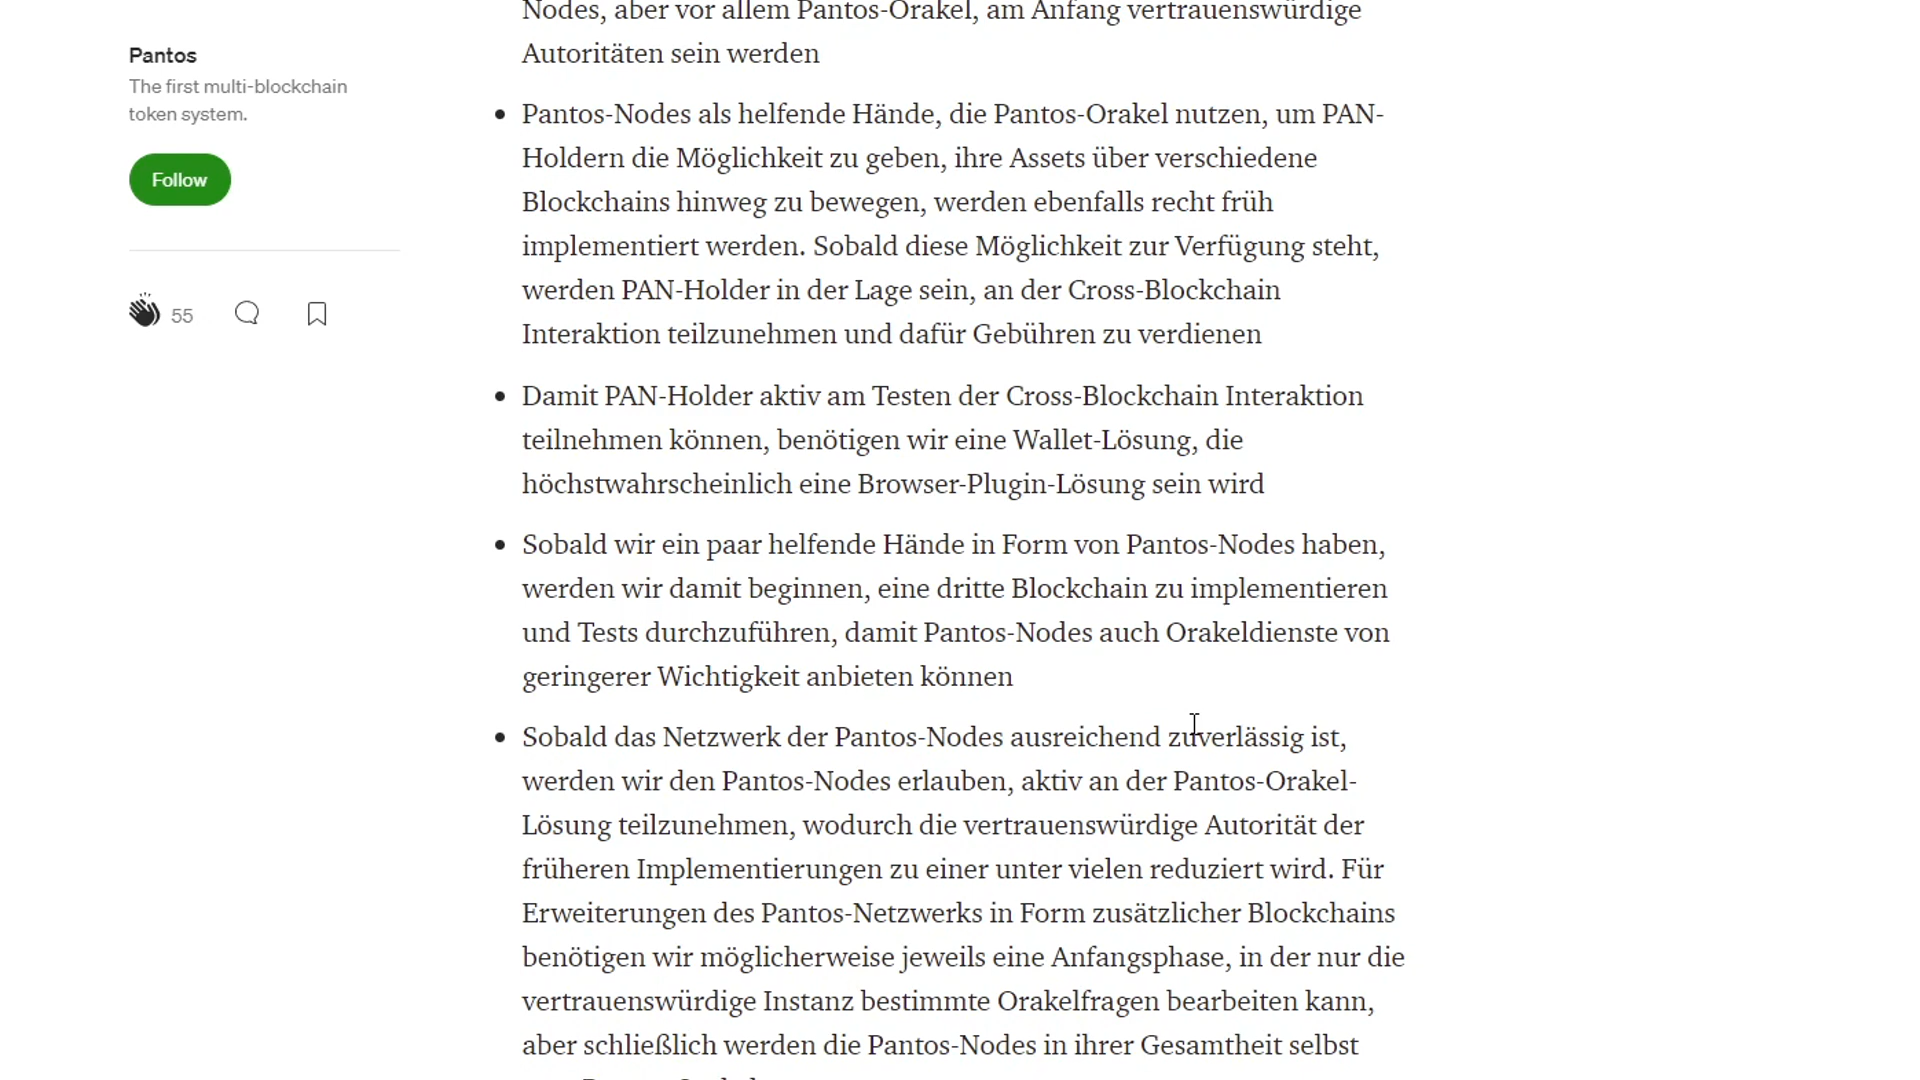 Nodes, aber vor allem Pantos-Orakel, am Anfang vertrauenswürdige
Autoritäten sein werden
Pantos
The first multi-blockchain
token system.
Follow
55
Pantos-Nodes als helfende Hände, die Pantos-Orakel nutzen, um PAN-
Holdern die Möglichkeit zu geben, ihre Assets über verschiedene
Blockchains hinweg zu bewegen, werden ebenfalls recht früh
implementiert werden. Sobald diese Möglichkeit zur Verfügung steht,
werden PAN-Holder in der Lage sein, an der Cross-Blockchain
Interaktion teilzunehmen und dafür Gebühren zu verdienen
Damit PAN-Holder aktiv am Testen der Cross-Blockchain Interaktion
teilnehmen können, benötigen wir eine Wallet-Lösung, die
höchstwahrscheinlich eine Browser-Plugin-Lösung sein wird
Sobald wir ein paar helfende Hände in Form von Pantos-Nodes haben,
werden wir damit beginnen, eine dritte Blockchain zu implementieren
und Tests durchzuführen, damit Pantos-Nodes auch Orakeldienste von
geringerer Wichtigkeit anbieten können
Sobald das Netzwerk der Pantos-Nodes ausreichend zuverlässig ist,
werden wir den Pantos-Nodes erlauben, aktiv an der Pantos-Orakel-
Lösung teilzunehmen, wodurch die vertrauenswürdige Autorität der
früheren Implementierungen zu einer unter vielen reduziert wird. Für
Erweiterungen des Pantos-Netzwerks in Form zusätzlicher Blockchains
benötigen wir möglicherweise jeweils eine Anfangsphase, in der nur die
vertrauenswürdige Instanz bestimmte Orakelfragen bearbeiten kann,
aber schließlich werden die Pantos-Nodes in ihrer Gesamtheit selbst